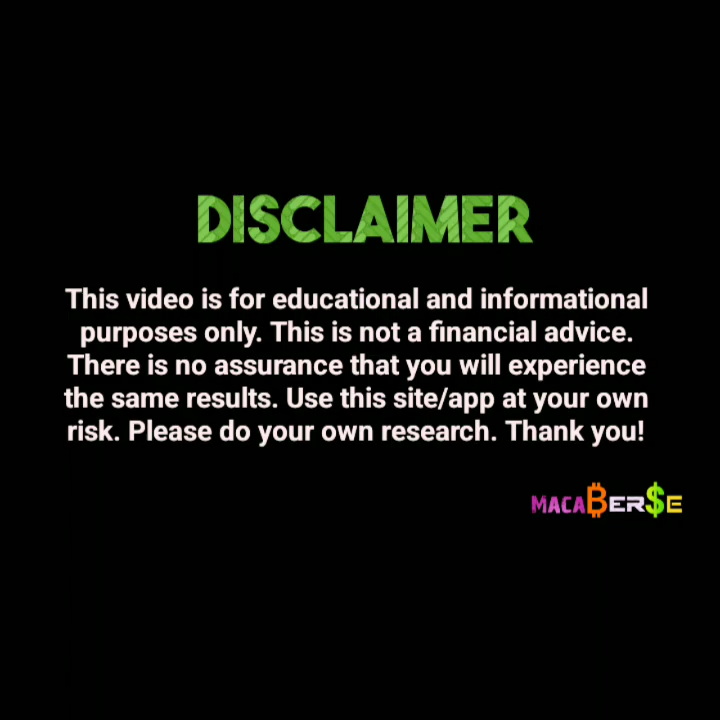 DISCLAIMER
This video is for educational and informational
purposes only. This is not a financial advice.
There is no assurance that you will experience
the same results. Use this site/app at your own
risk. Please do your own research. Thank you!
MACA₿ER$E